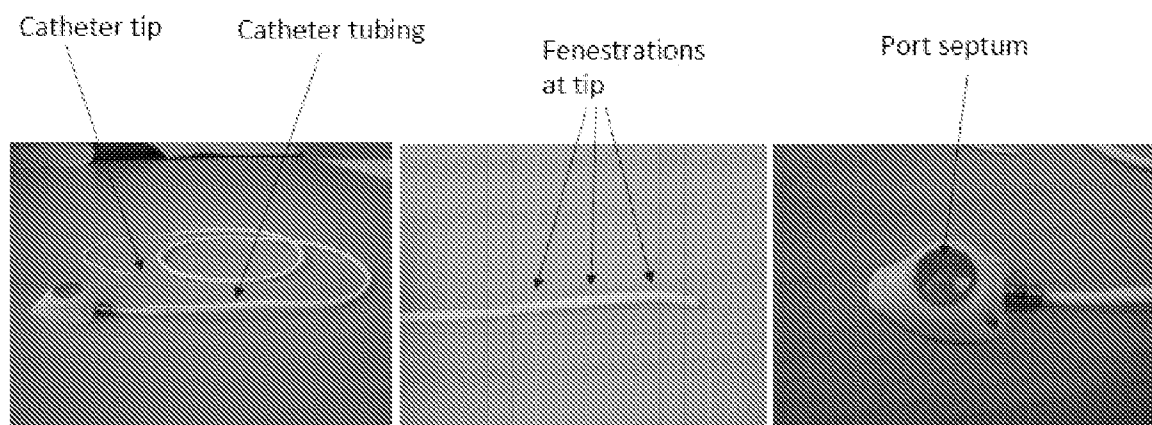 Catheter tip
Catheter tubing
Fenestrations
at tip
Port septum